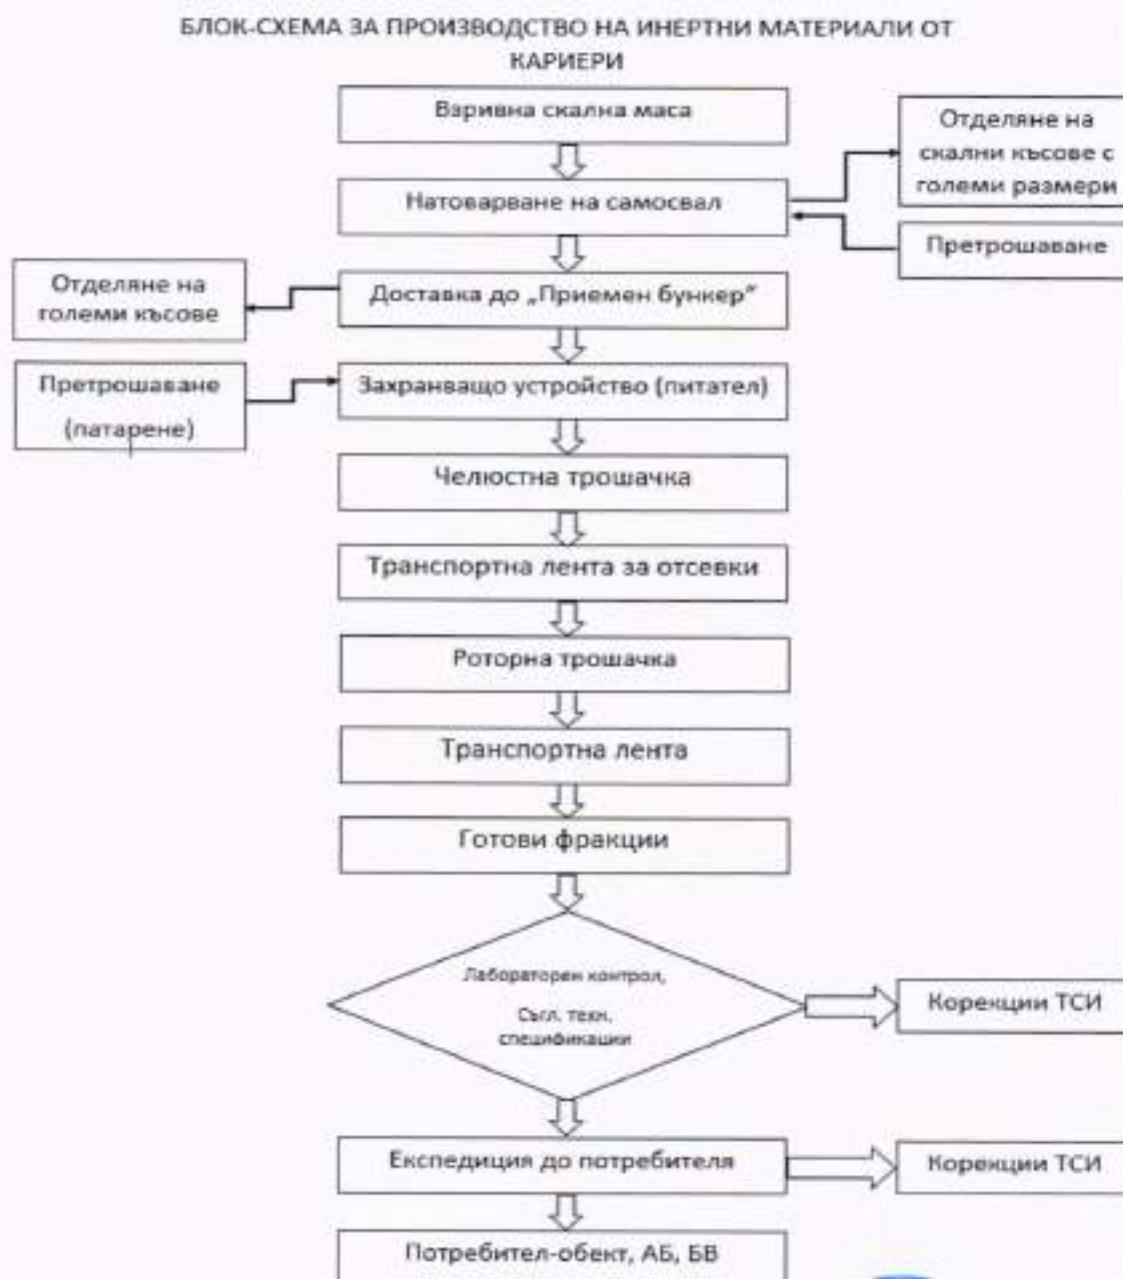 БЛОК-СХЕМА ЗА ПРОИЗВОДСТВО НА ИНЕРТНИ МАТЕРИАЛИ ОТ
КАРИЕРИ
Взривна скална маса
Отделяне на
скални късове с
големи размери
Натоварване на самосвал
Претрошаване
Отделяне на
големи късове
Доставка до „Приемен бункер“
Претрошаване
(патарене)
Захранващо устройство (питател)
Челюстна трошачка
Транспортна лента за отсевки
Роторна трошачка
Транспортна лента
Готови фракции
Лабораторен контрол,
Съгл. техн.
спецификации
Корекции ТСИ
Експедиция до потребителя
Корекции ТСИ
Потребител-обект, АБ, БВ